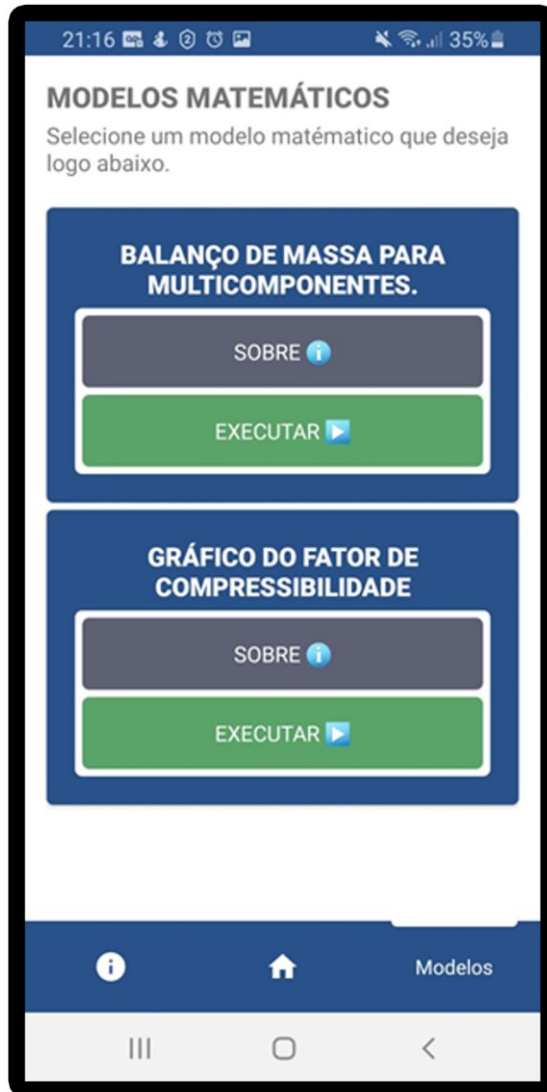 21:16 35%
MODELOS MATEMÁTICOS
Selecione um modelo matématico que deseja
logo abaixo.
BALANÇO DE MASSA PARA
MULTICOMPONENTES.
SOBRE
EXECUTAR
GRÁFICO DO FATOR DE
COMPRESSIBILIDADE
SOBRE
EXECUTAR
Modelos